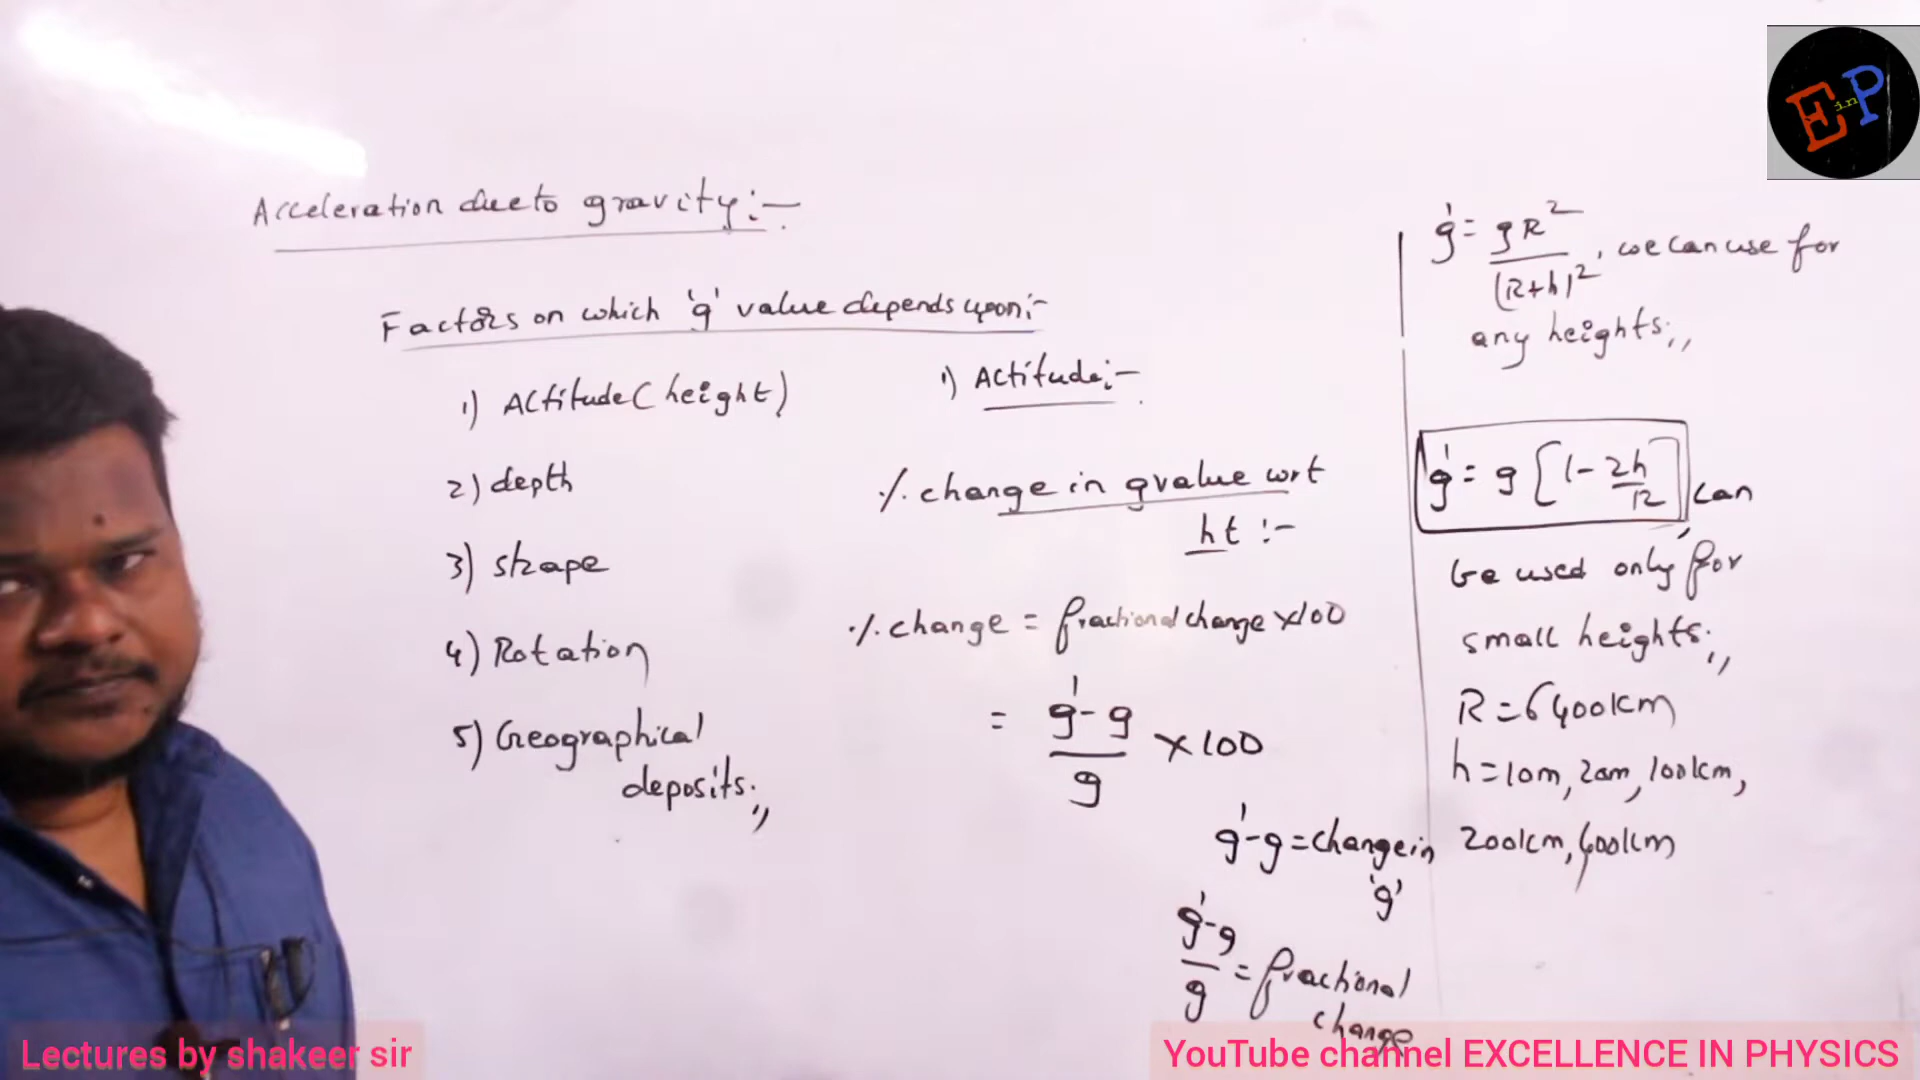 E in P
Acceleration due to gravity:-
Factors on which 'g' value depends upon:-
1) Altitude (height)
2) depth
3) shape
4) Rotation
5) Geographical
deposits.,,
1) Altitude:-
% change in g value wrt
ht :-
% change = fractional change x100
= g'-g / g x 100
g'-g = change in
'g'
g'-g / g = fractional
change
g' = gR² / (R+h)², we can use for
any heights.,,
g' = g [1- 2h/R] can
be used only for
small heights.,,
R = 6400km
h = 10m, 20m, 100km,
200km, 400km
Lectures by shakeer sir
YouTube channel EXCELLENCE IN PHYSICS